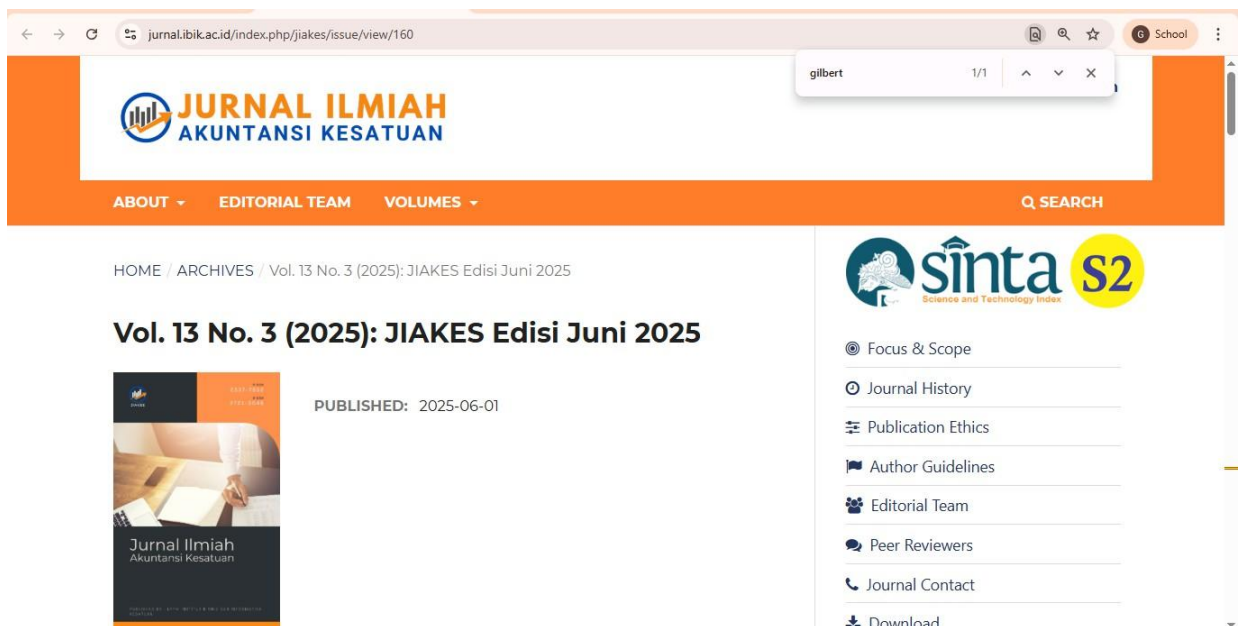 jurnal.ibik.ac.id/index.php/jiakes/issue/view/160
G School
gilbert 1/1
JURNAL ILMIAH
AKUNTANSI KESATUAN
ABOUT
EDITORIAL TEAM
VOLUMES
SEARCH
HOME / ARCHIVES / Vol. 13 No. 3 (2025): JIAKES Edisi Juni 2025
Vol. 13 No. 3 (2025): JIAKES Edisi Juni 2025
PUBLISHED: 2025-06-01
Jurnal Ilmiah
Akuntansi Kesatuan
sinta S2
Science and Technology Index
Focus & Scope
Journal History
Publication Ethics
Author Guidelines
Editorial Team
Peer Reviewers
Journal Contact
Download